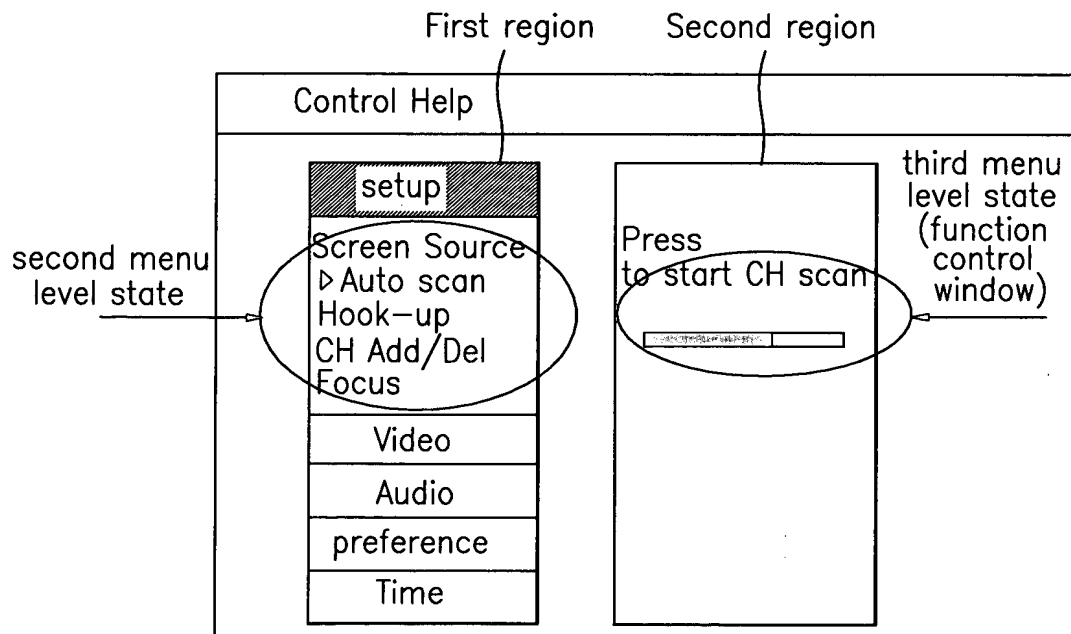 First region
Second region
Control Help
setup
Screen Source
▹Auto scan
Hook-up
CH Add/Del
Focus
Video
Audio
preference
Time
Press
to start CH scan
second menu
level state
third menu
level state
(function
control
window)